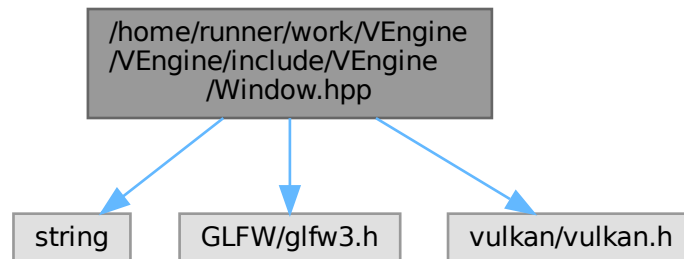 /home/runner/work/VEngine
/VEngine/include/VEngine
/Window.hpp
string
GLFW/glfw3.h
vulkan/vulkan.h